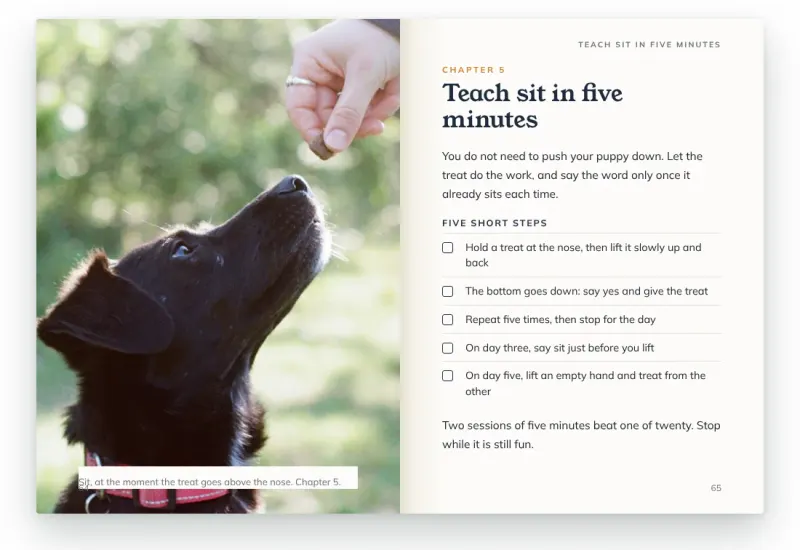 Sit, at the moment the treat goes above the nose. Chapter 5.
TEACH SIT IN FIVE MINUTES
CHAPTER 5
Teach sit in five
minutes
You do not need to push your puppy down. Let the
treat do the work, and say the word only once it
already sits each time.
FIVE SHORT STEPS
Hold a treat at the nose, then lift it slowly up and
back
The bottom goes down: say yes and give the treat
Repeat five times, then stop for the day
On day three, say sit just before you lift
On day five, lift an empty hand and treat from the
other
Two sessions of five minutes beat one of twenty. Stop
while it is still fun.
65